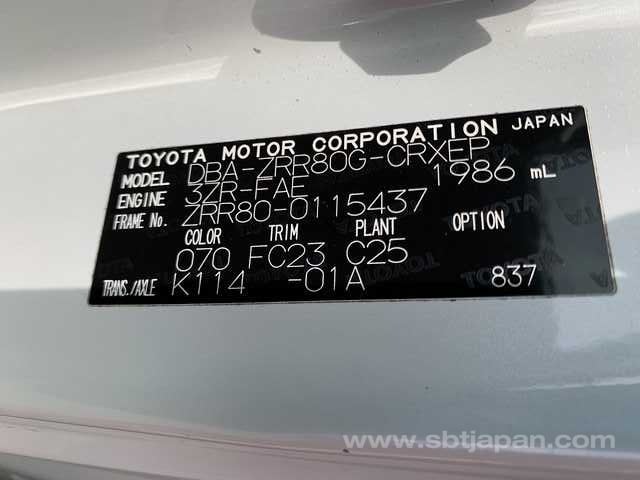 TOYOTA MOTOR CORPORATION JAPAN
MODEL DBA-ZRR80G-CRXEP
ENGINE 3ZR-FAE 1986 mL
FRAME No. ZRR80-0115437
COLOR TRIM PLANT OPTION
070 FC23 C25
TRANS./AXLE K114 -01A 837
www.sbtjapan.com